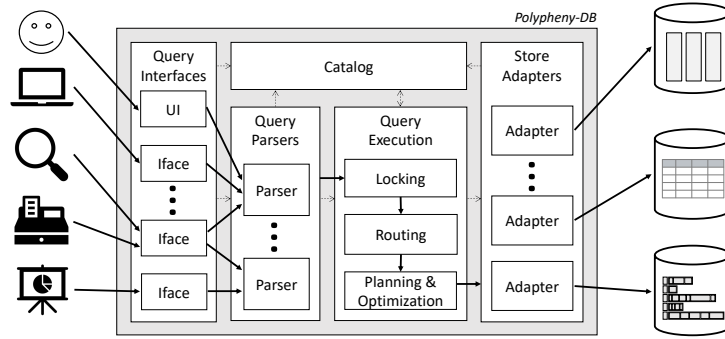 Polypheny-DB
Query
Interfaces
Catalog
Store
Adapters
UI
Query
Parsers
Query
Execution
Adapter
Iface
Parser
Locking
Iface
Routing
Adapter
Iface
Parser
Planning &
Optimization
Adapter